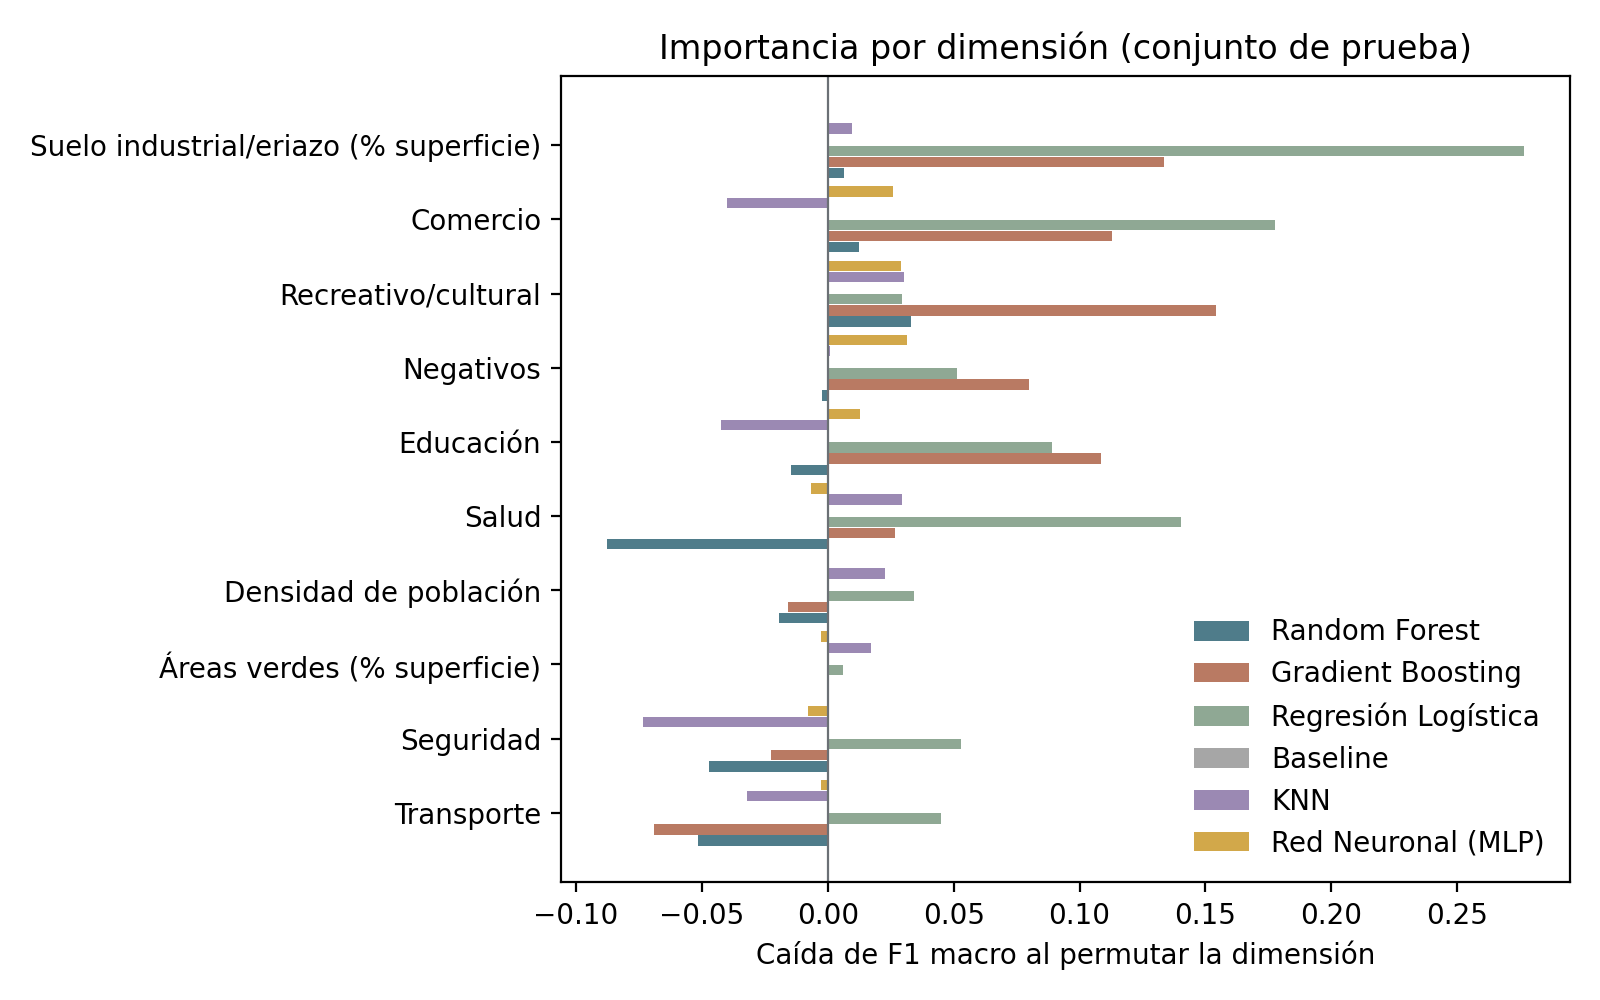 Importancia por dimensión (conjunto de prueba)
Suelo industrial/eriazo (% superficie)
Comercio
Recreativo/cultural
Negativos
Educación
Salud
Densidad de población
Áreas verdes (% superficie)
Seguridad
Transporte
Random Forest
Gradient Boosting
Regresión Logística
Baseline
KNN
Red Neuronal (MLP)
−0.10 −0.05 0.00 0.05 0.10 0.15 0.20 0.25
Caída de F1 macro al permutar la dimensión